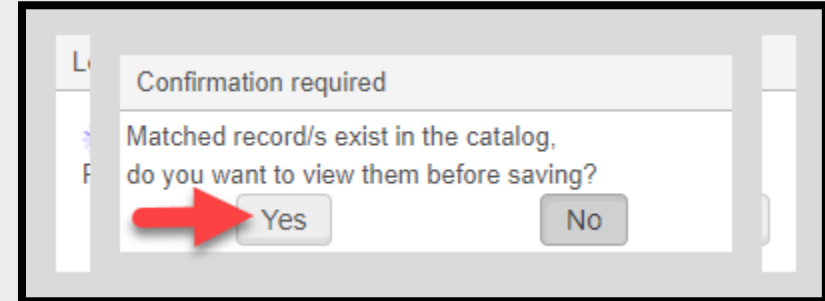 Confirmation required
Matched record/s exist in the catalog,
do you want to view them before saving?
Yes No